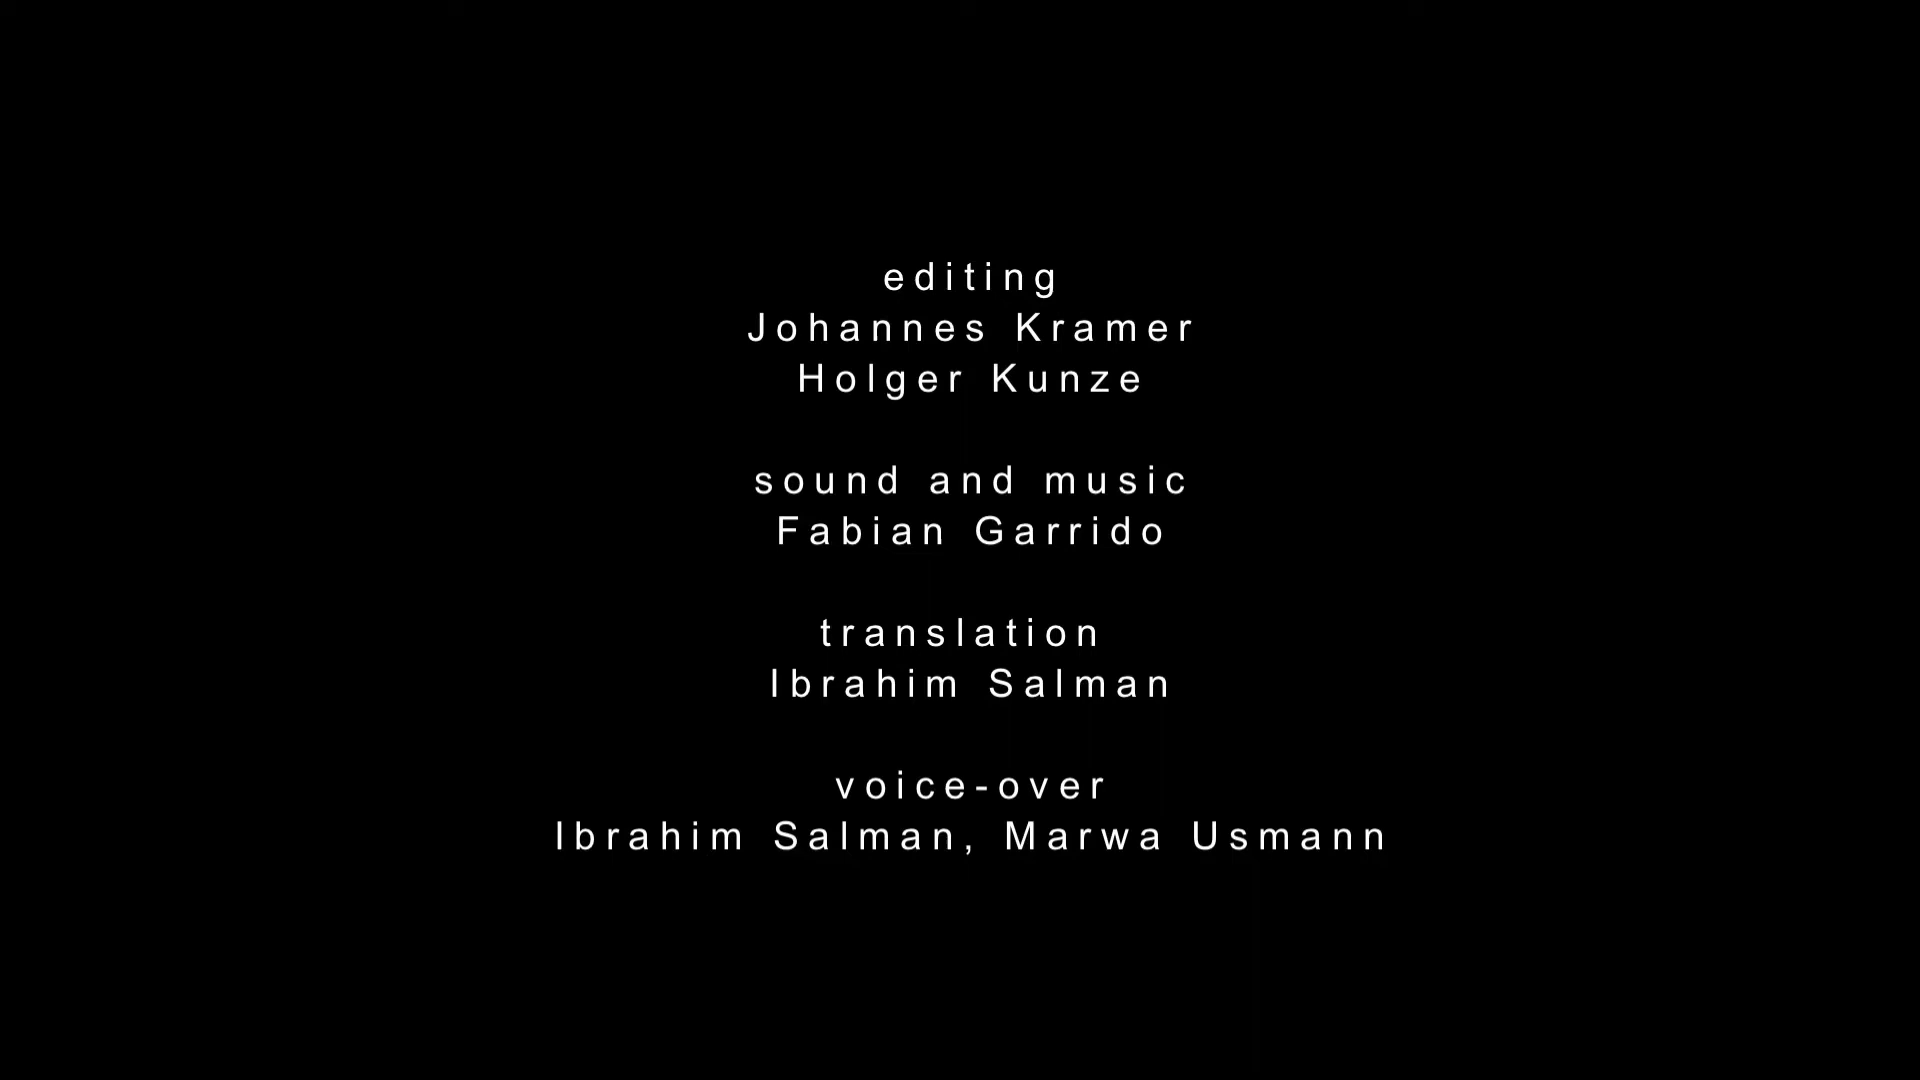 editing
Johannes Kramer
Holger Kunze
sound and music
Fabian Garrido
translation
Ibrahim Salman
voice-over
Ibrahim Salman, Marwa Usmann